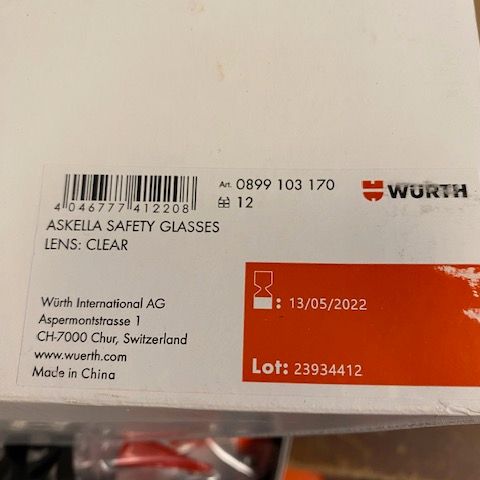 Art. 0899 103 170
WÜRTH
12
4 046777 412208
ASKELLA SAFETY GLASSES
LENS: CLEAR
: 13/05/2022
Lot: 23934412
Würth International AG
Aspermontstrasse 1
CH-7000 Chur, Switzerland
www.wuerth.com
Made in China